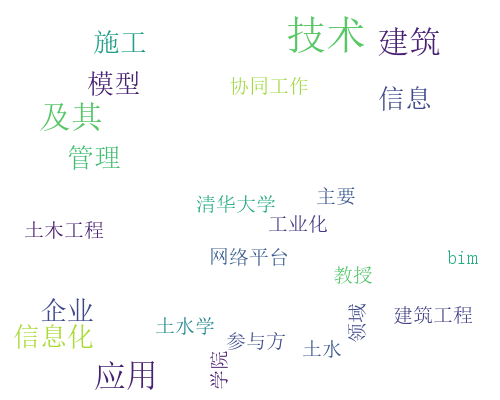 技术
建筑
施工
模型
协同工作
信息
及其
管理
主要
清华大学
工业化
土木工程
网络平台
bim
教授
企业
领域
建筑工程
信息化
土水学
参与方
土水
应用
学院